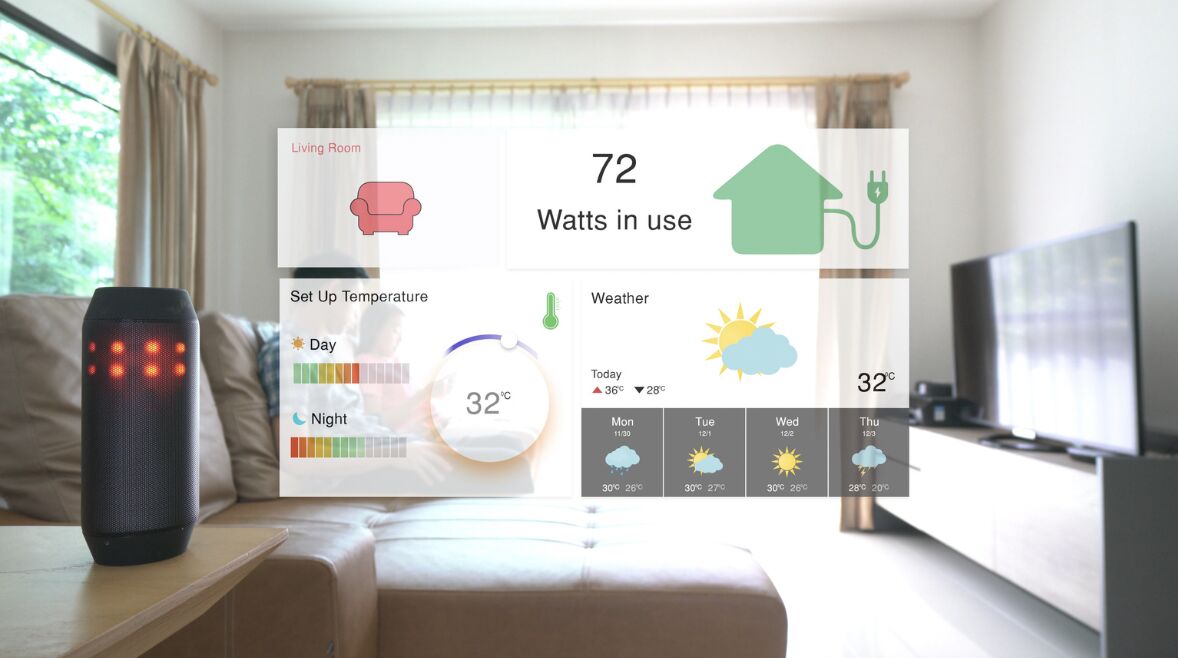 Living Room
72
Watts in use
Set Up Temperature
Day
32°C
Night
Weather
Today
36°C 28°C
32°C
Mon
11/30
30°C 26°C
Tue
12/1
30°C 27°C
Wed
12/2
30°C 26°C
Thu
12/3
28°C 20°C